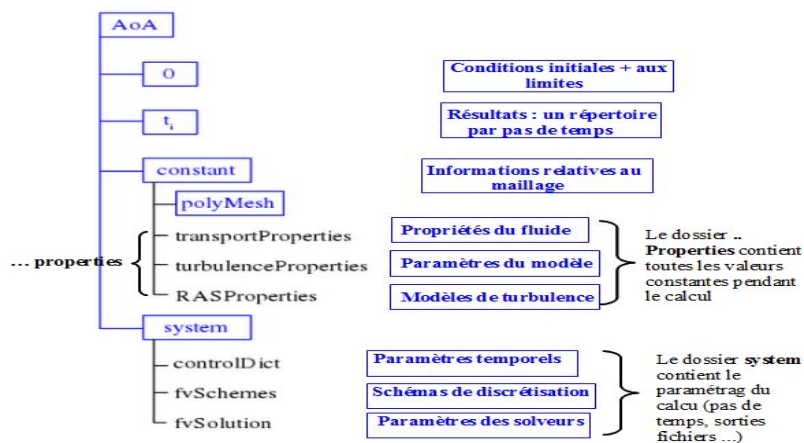 AoA
0
Conditions initiales + aux
limites
t_i
Résultats : un répertoire
par pas de temps
constant
Informations relatives au
maillage
polyMesh
transportProperties
Propriétés du fluide
... properties
turbulenceProperties
Paramètres du modèle
RASProperties
Modèles de turbulence
Le dossier ..
Properties contient
toutes les valeurs
constantes pendant
le calcul
system
controlDict
Paramètres temporels
fvSchemes
Schémas de discrétisation
fvSolution
Paramètres des solveurs
Le dossier system
contient le
paramétrag du
calcu (pas de
temps, sorties
fichiers ...)